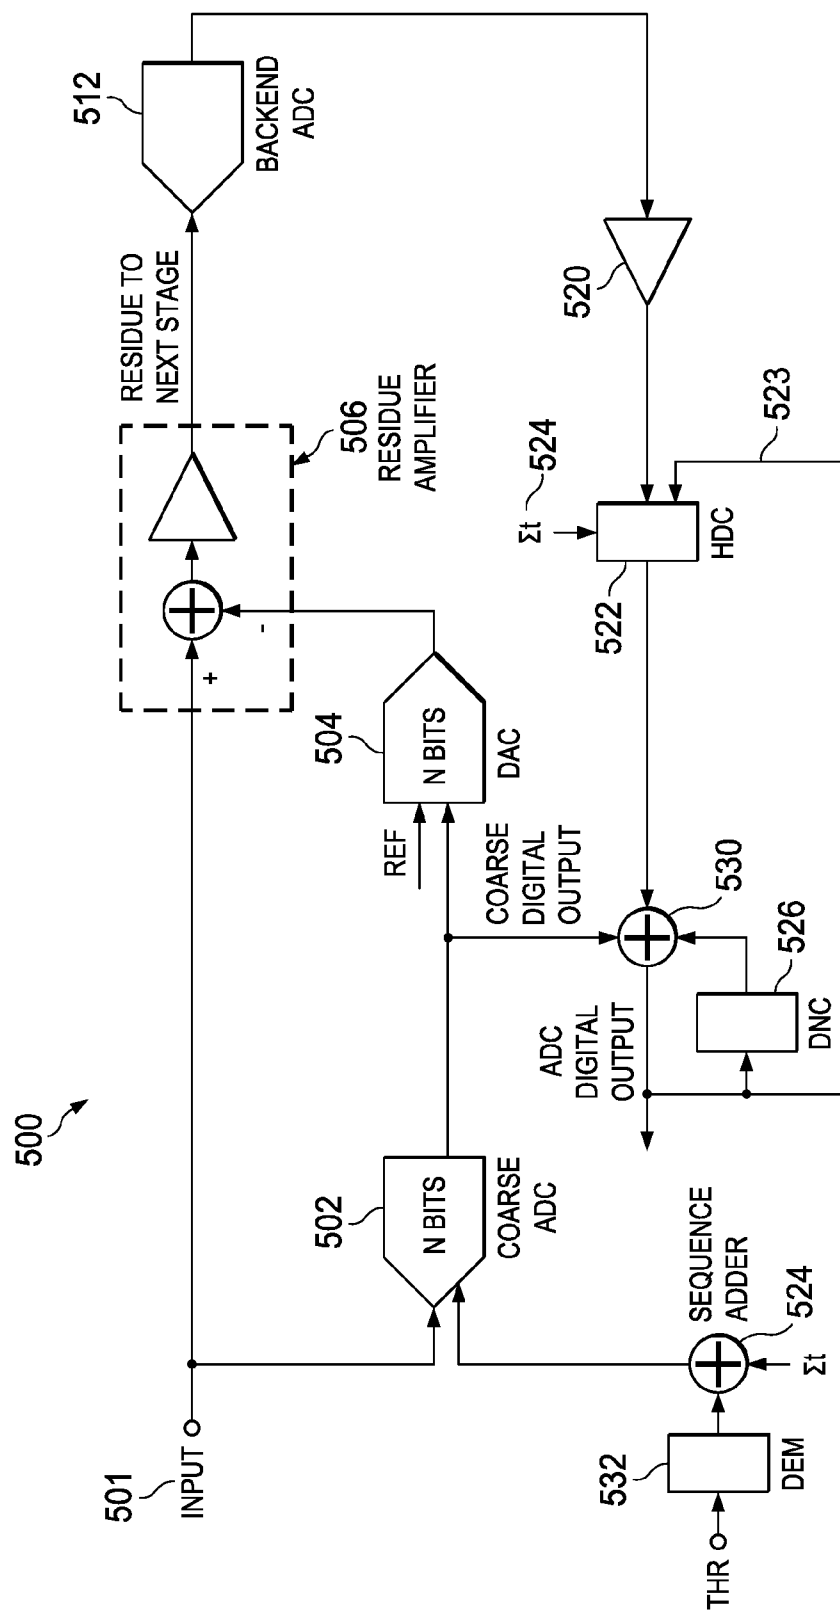 500
501
INPUT
+
-
506
RESIDUE
AMPLIFIER
RESIDUE TO
NEXT STAGE
512
BACKEND
ADC
502
N BITS
COARSE
ADC
REF
504
N BITS
DAC
COARSE
DIGITAL
OUTPUT
ADC
DIGITAL
OUTPUT
530
526
DNC
Σt
524
522
HDC
523
520
THR
532
DEM
SEQUENCE
ADDER
524
Σt